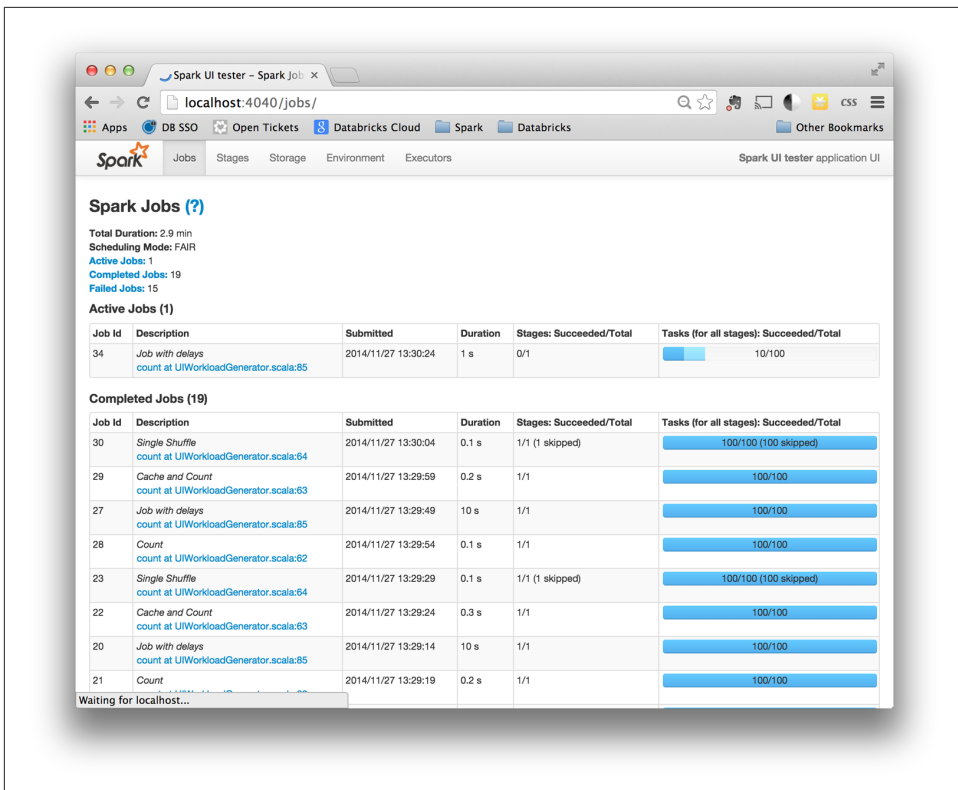 Spark UI tester – Spark Job ×
localhost:4040/jobs/
css
Apps DB SSO Open Tickets 8 Databricks Cloud Spark Databricks Other Bookmarks
Spark Jobs Stages Storage Environment Executors Spark UI tester application UI
Spark Jobs (?)
Total Duration: 2.9 min
Scheduling Mode: FAIR
Active Jobs: 1
Completed Jobs: 19
Failed Jobs: 15
Active Jobs (1)
Job Id Description Submitted Duration Stages: Succeeded/Total Tasks (for all stages): Succeeded/Total
34 Job with delays 2014/11/27 13:30:24 1 s 0/1 10/100
count at UIWorkloadGenerator.scala:85
Completed Jobs (19)
Job Id Description Submitted Duration Stages: Succeeded/Total Tasks (for all stages): Succeeded/Total
30 Single Shuffle 2014/11/27 13:30:04 0.1 s 1/1 (1 skipped) 100/100 (100 skipped)
count at UIWorkloadGenerator.scala:64
29 Cache and Count 2014/11/27 13:29:59 0.2 s 1/1 100/100
count at UIWorkloadGenerator.scala:63
27 Job with delays 2014/11/27 13:29:49 10 s 1/1 100/100
count at UIWorkloadGenerator.scala:85
28 Count 2014/11/27 13:29:54 0.1 s 1/1 100/100
count at UIWorkloadGenerator.scala:62
23 Single Shuffle 2014/11/27 13:29:29 0.1 s 1/1 (1 skipped) 100/100 (100 skipped)
count at UIWorkloadGenerator.scala:64
22 Cache and Count 2014/11/27 13:29:24 0.3 s 1/1 100/100
count at UIWorkloadGenerator.scala:63
20 Job with delays 2014/11/27 13:29:14 10 s 1/1 100/100
count at UIWorkloadGenerator.scala:85
21 Count 2014/11/27 13:29:19 0.2 s 1/1 100/100
Waiting for localhost...